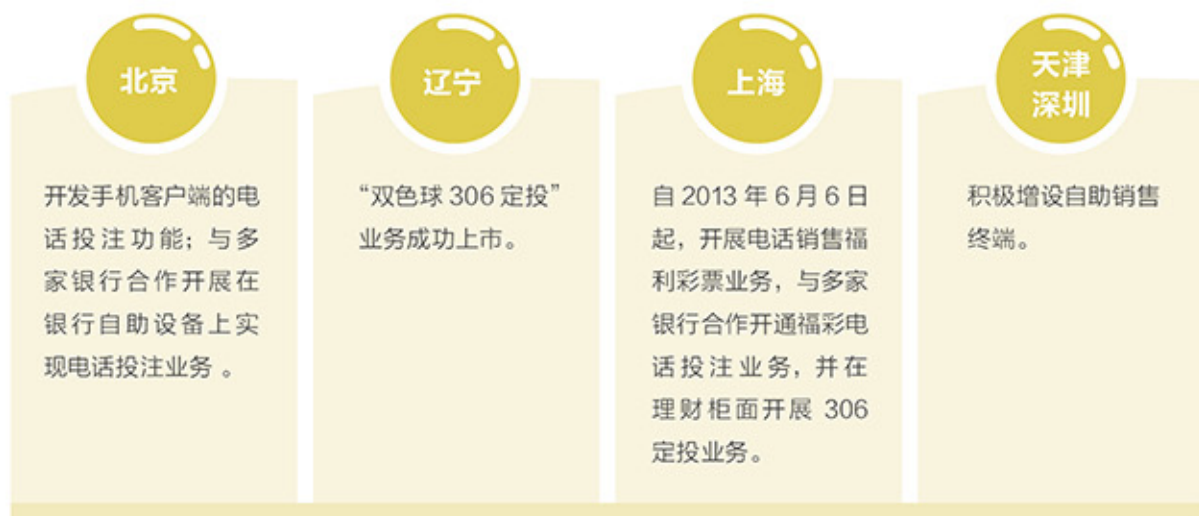 北京
开发手机客户端的电
话投注功能；与多
家银行合作开展在
银行自助设备上实
现电话投注业务 。
辽宁
“双色球 306 定投”
业务成功上市。
上海
自 2013 年 6 月 6 日
起，开展电话销售福
利彩票业务，与多家
银行合作开通福彩电
话投注业务，并在
理财柜面开展 306
定投业务。
天津
深圳
积极增设自助销售
终端。